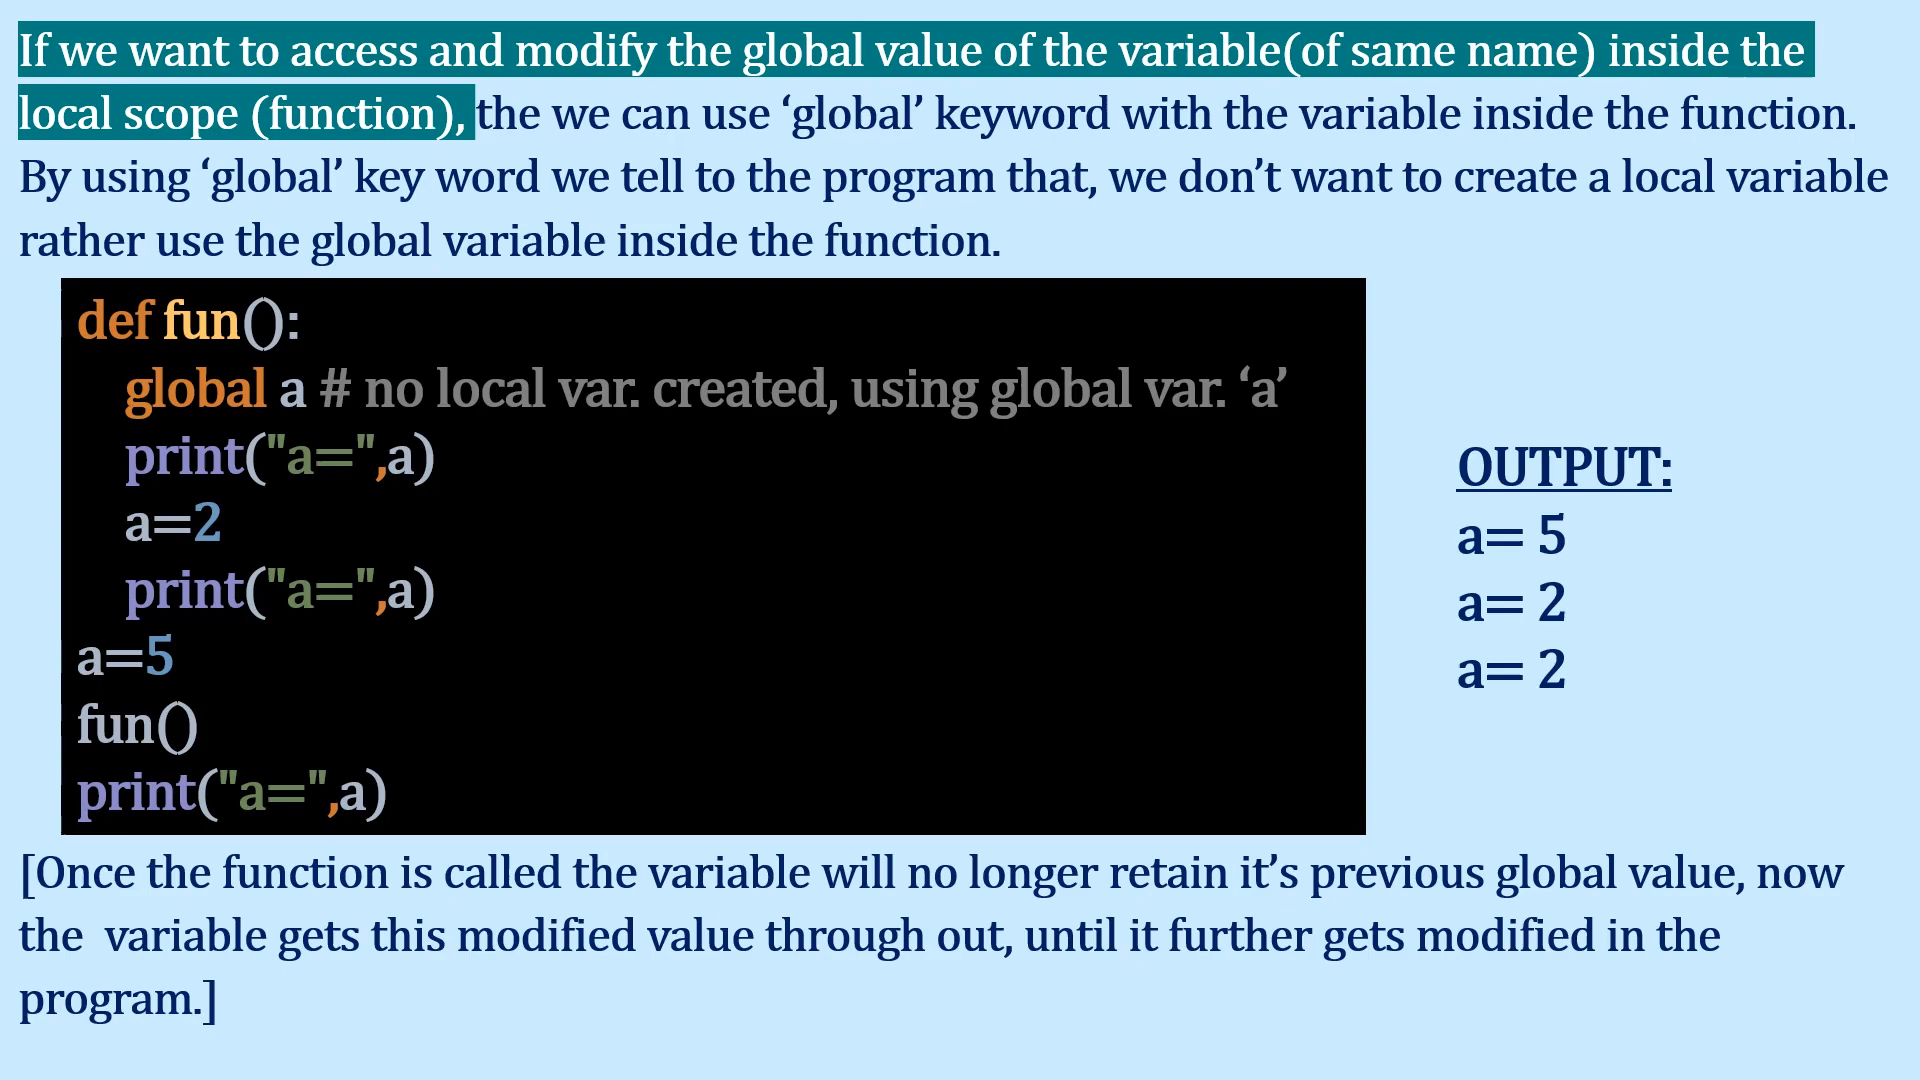 If we want to access and modify the global value of the variable(of same name) inside the
local scope (function), the we can use ‘global’ keyword with the variable inside the function.
By using ‘global’ key word we tell to the program that, we don’t want to create a local variable
rather use the global variable inside the function.
def fun():
    global a # no local var. created, using global var. ‘a’
    print("a=",a)
    a=2
    print("a=",a)
a=5
fun()
print("a=",a)
OUTPUT:
a= 5
a= 2
a= 2
[Once the function is called the variable will no longer retain it’s previous global value, now
the  variable gets this modified value through out, until it further gets modified in the
program.]